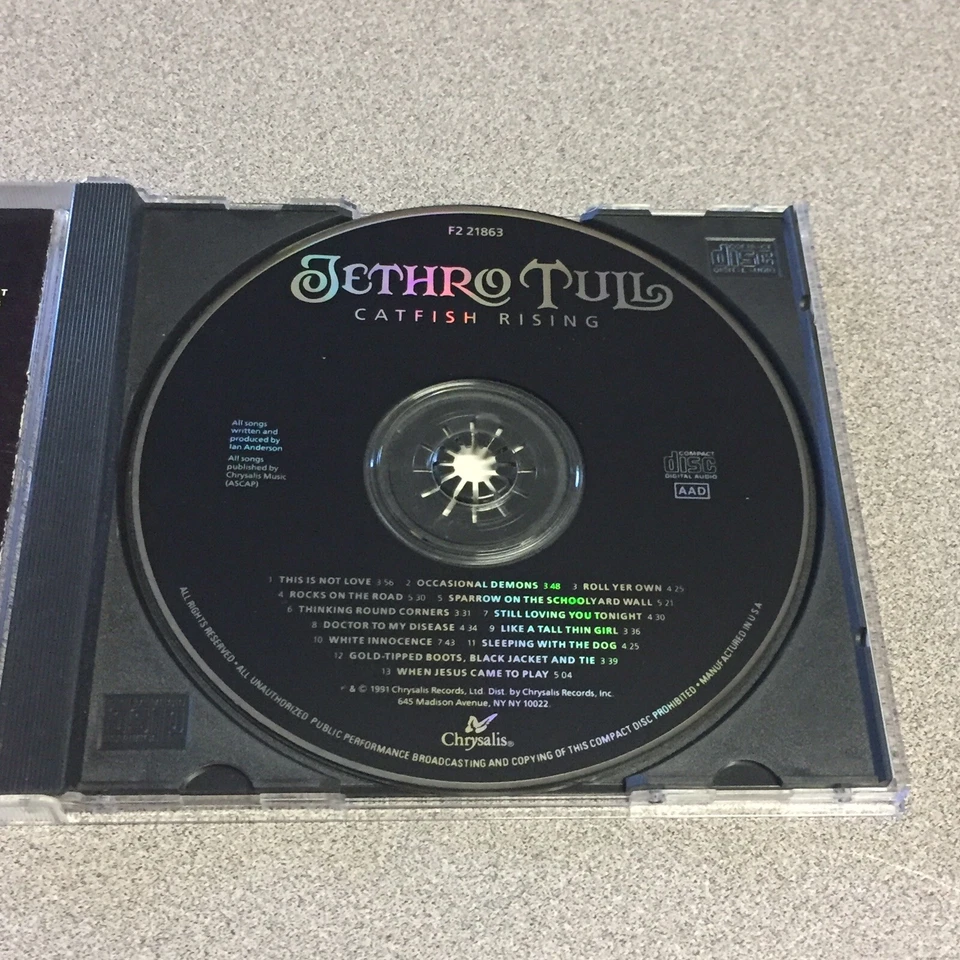 F2 21863
JETHRO TULL
CATFISH RISING
T
All songs
written and
produced by
Ian Anderson
All songs
published by
Chrysalis Music
(ASCAP)
COMPACT
disc
DIGITAL AUDIO
AAD
COMPACT
disc
DIGITAL AUDIO
1 THIS IS NOT LOVE 3 56 2 OCCASIONAL DEMONS 3 48 3 ROLL YER OWN 4 25
4 ROCKS ON THE ROAD 5.30 5 SPARROW ON THE SCHOOLYARD WALL 5 21
6 THINKING ROUND CORNERS 3 31 7 STILL LOVING YOU TONIGHT 4 30
8 DOCTOR TO MY DISEASE 4 34 9 LIKE A TALL THIN GIRL 3 36
10 WHITE INNOCENCE 7 43 11 SLEEPING WITH THE DOG 4.25
12 GOLD-TIPPED BOOTS, BLACK JACKET AND TIE 3 39
13 WHEN JESUS CAME TO PLAY 5 04
℗ & © 1991 Chrysalis Records, Ltd. Dist. by Chrysalis Records, Inc.
645 Madison Avenue, NY NY 10022.
Chrysalis®
ALL RIGHTS RESERVED • ALL UNAUTHORIZED PUBLIC PERFORMANCE BROADCASTING AND COPYING OF THIS COMPACT DISC PROHIBITED • MANUFACTURED IN U S A